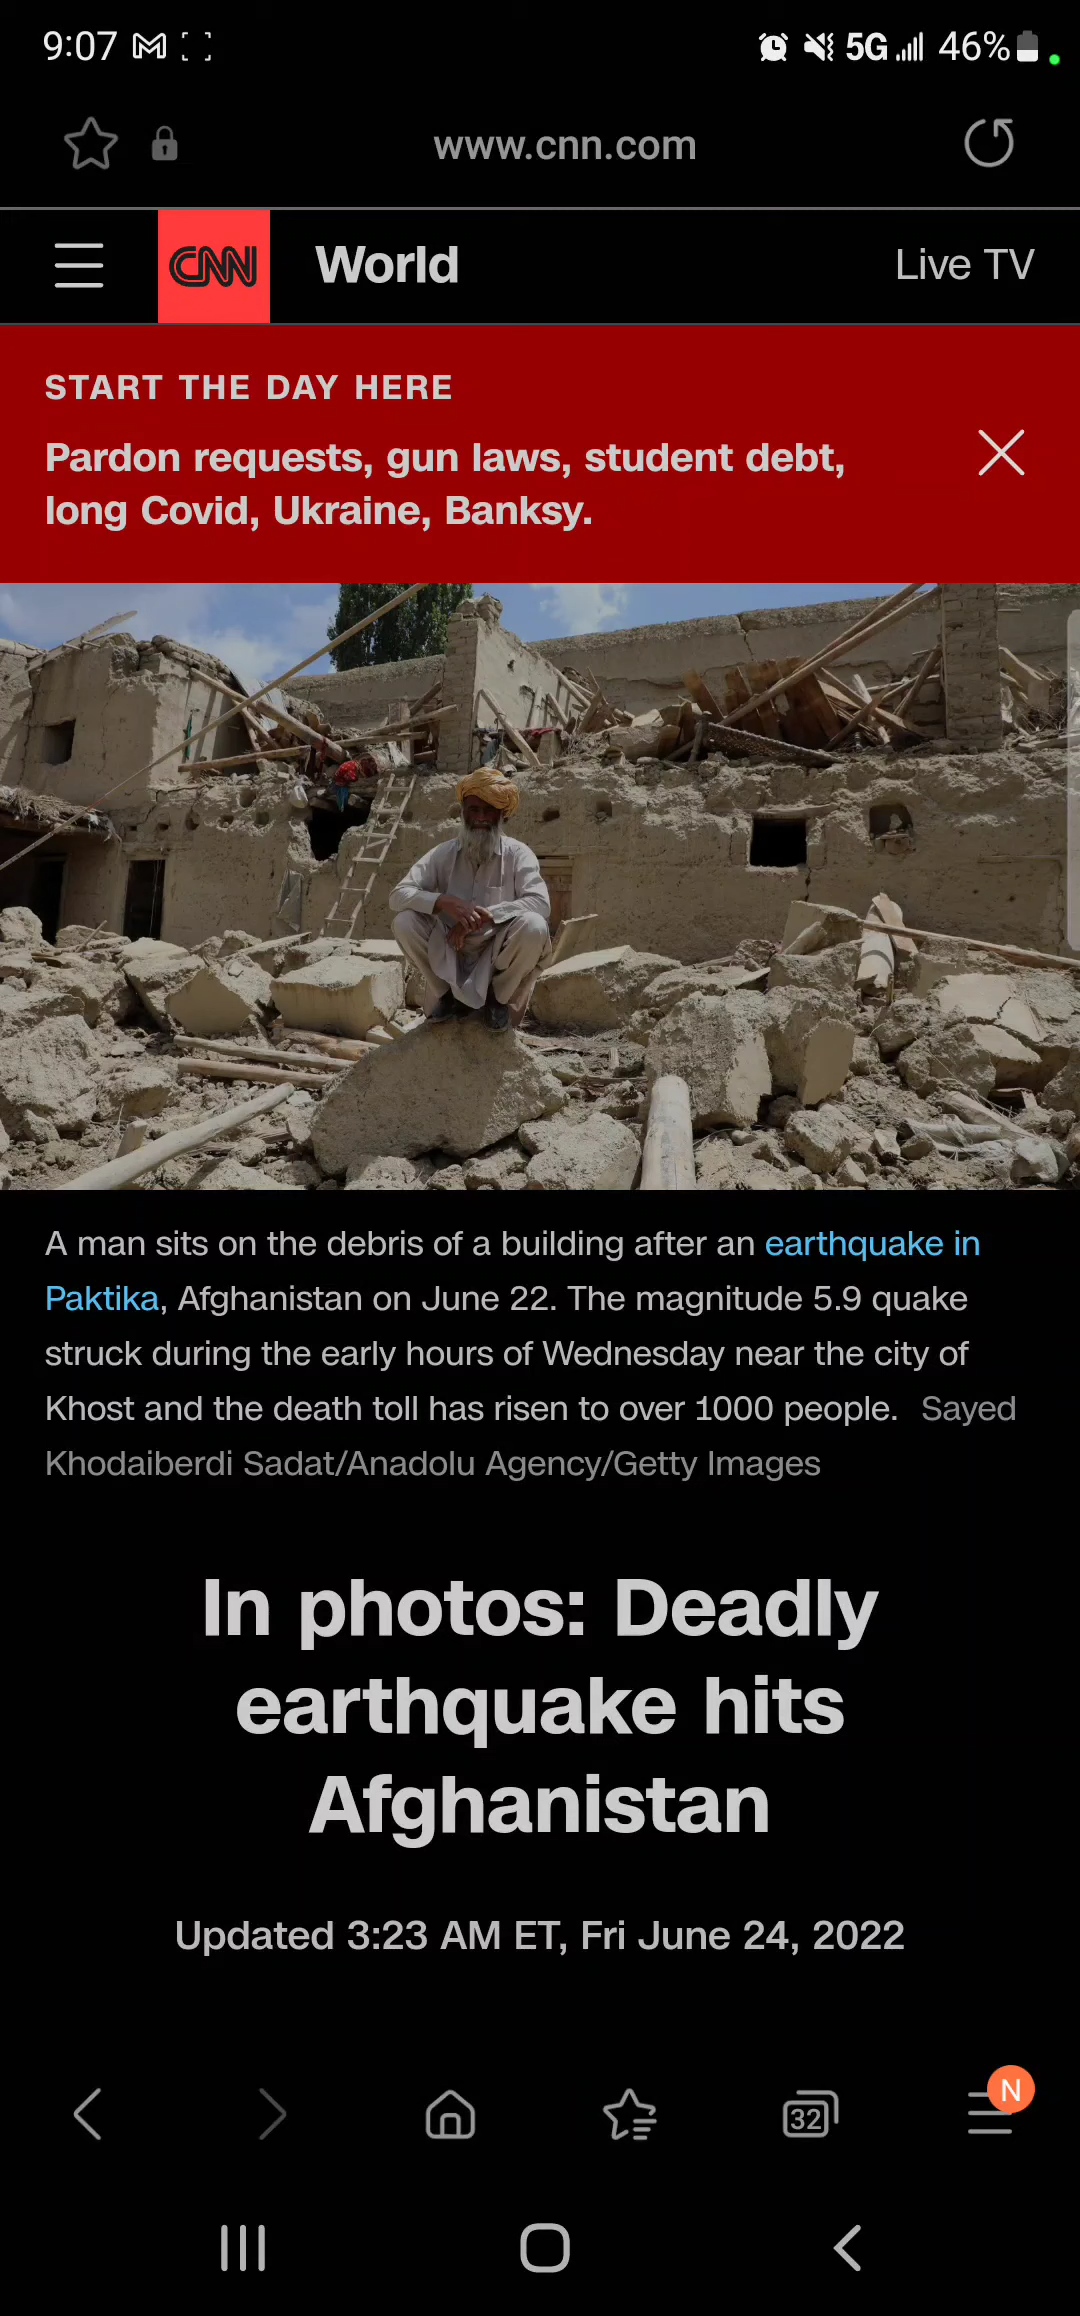 9:07 5G 46%
www.cnn.com
CNN World Live TV
START THE DAY HERE
Pardon requests, gun laws, student debt,
long Covid, Ukraine, Banksy.
A man sits on the debris of a building after an earthquake in
Paktika, Afghanistan on June 22. The magnitude 5.9 quake
struck during the early hours of Wednesday near the city of
Khost and the death toll has risen to over 1000 people. Sayed
Khodaiberdi Sadat/Anadolu Agency/Getty Images
In photos: Deadly
earthquake hits
Afghanistan
Updated 3:23 AM ET, Fri June 24, 2022
32 N